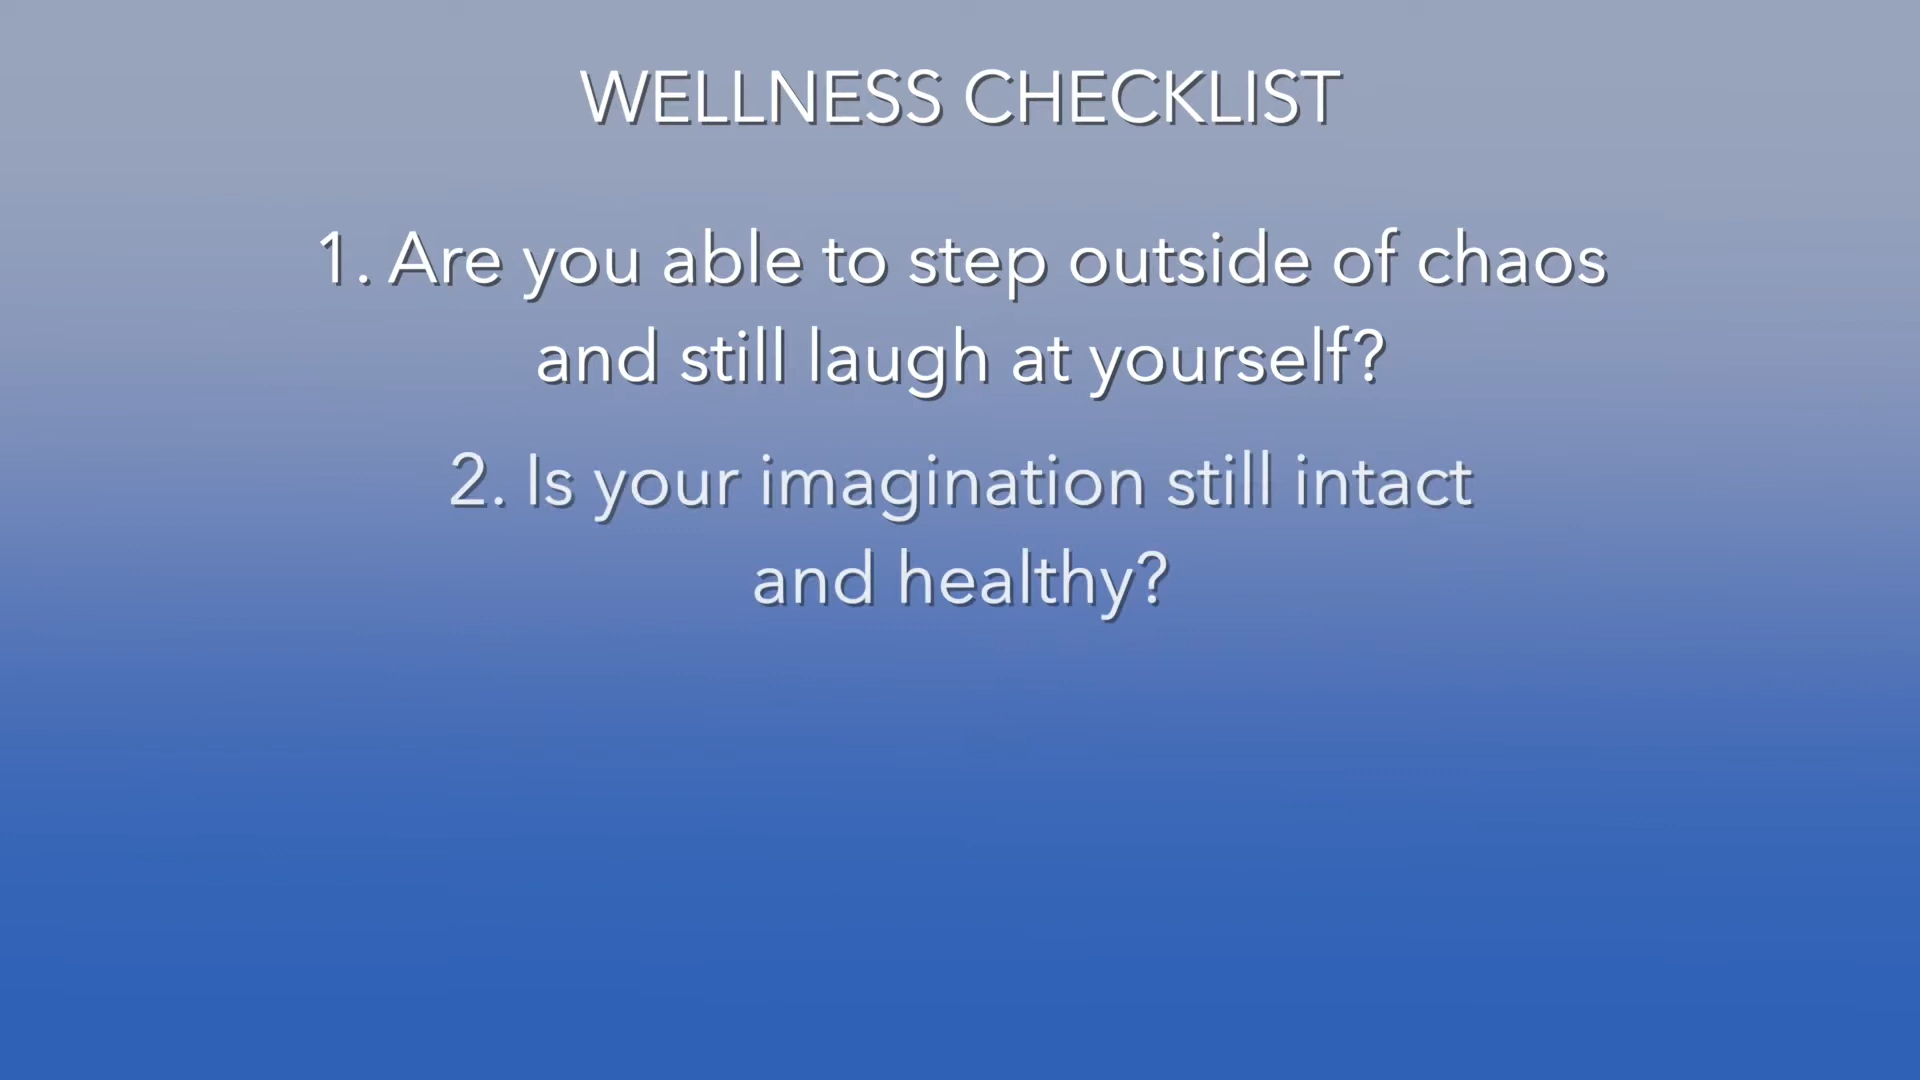 WELLNESS CHECKLIST
1. Are you able to step outside of chaos
and still laugh at yourself?
2. Is your imagination still intact
and healthy?